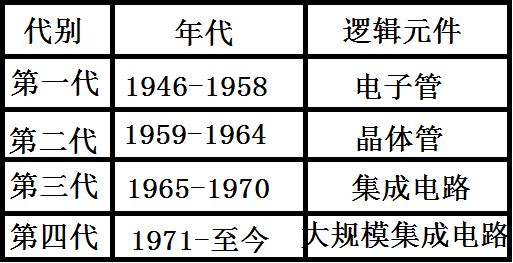 代别 年代 逻辑元件
第一代 1946-1958 电子管
第二代 1959-1964 晶体管
第三代 1965-1970 集成电路
第四代 1971-至今 大规模集成电路